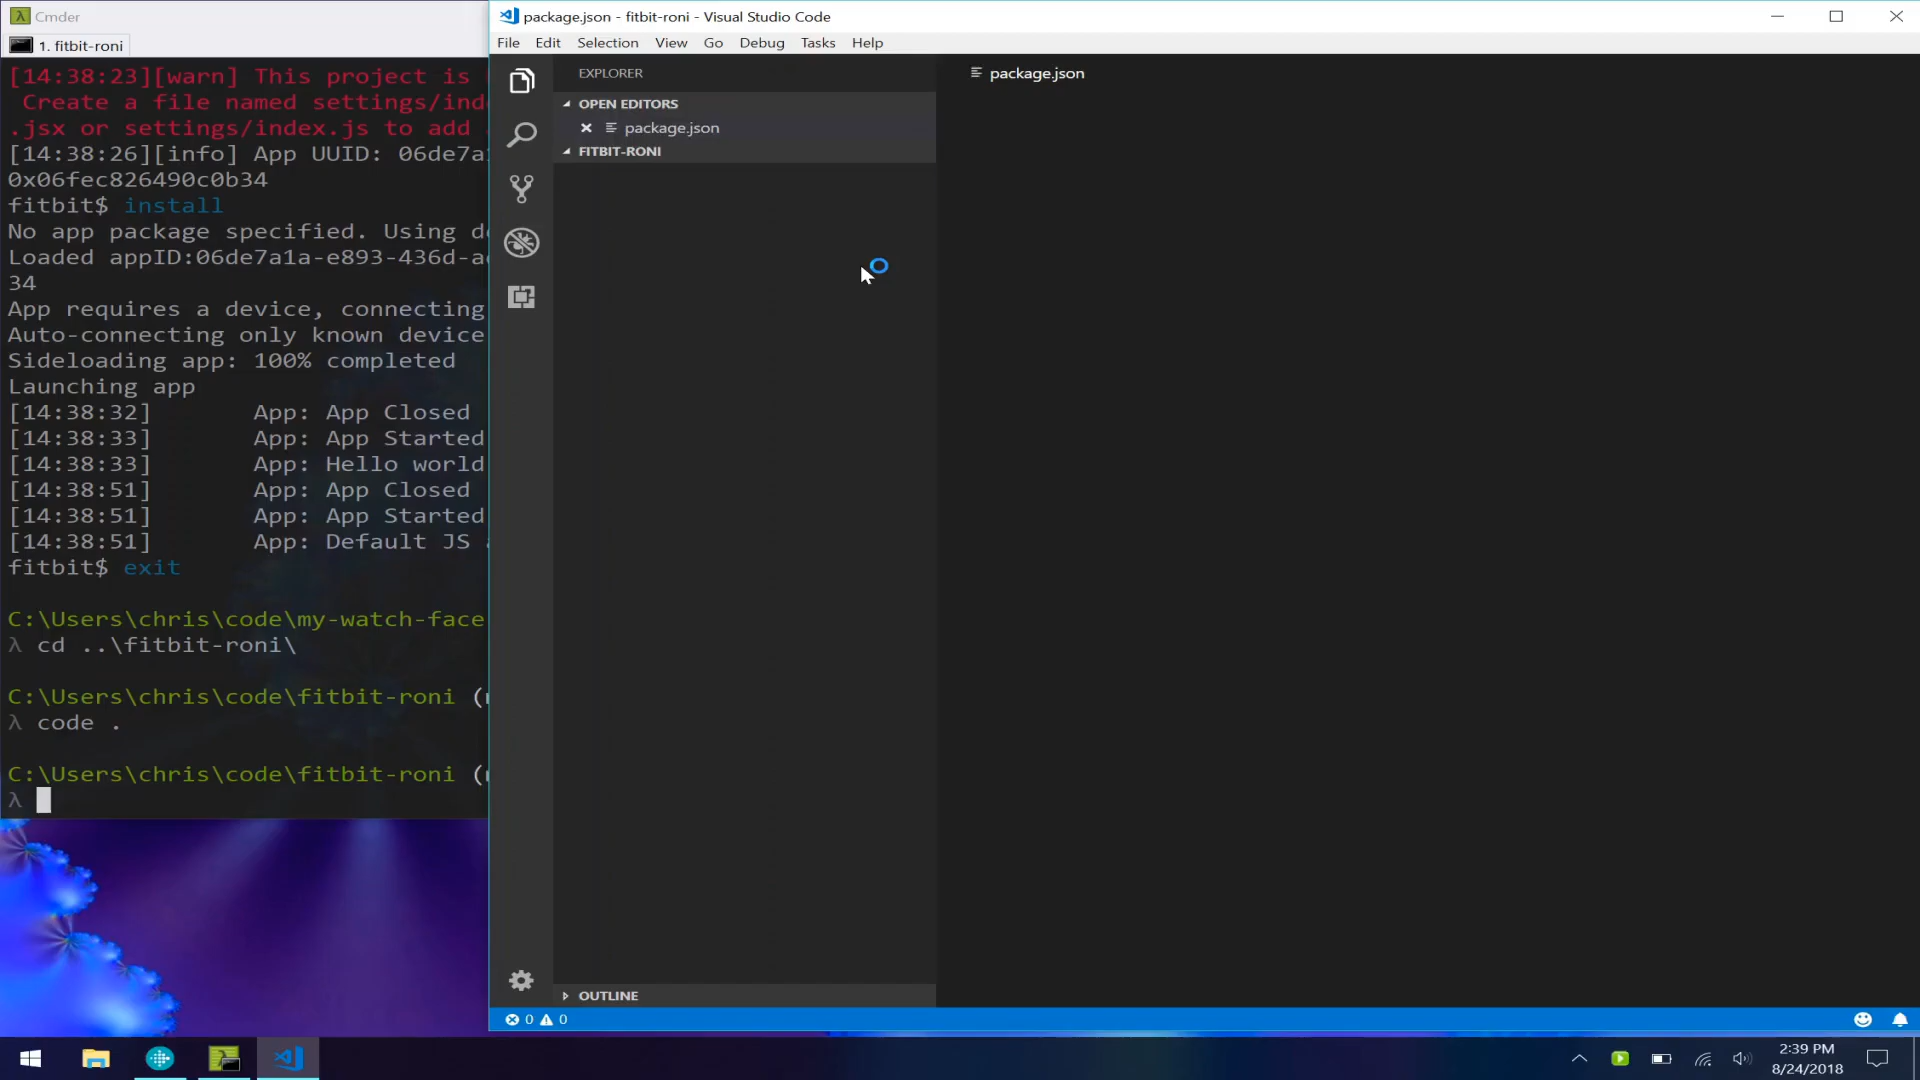 Cmder
1. fitbit-roni
[14:38:23][warn] This project is
Create a file named settings/ind
.jsx or settings/index.js to add
[14:38:26][info] App UUID: 06de7a1
0x06fec826490c0b34
fitbit$ install
No app package specified. Using de
Loaded appID:06de7a1a-e893-436d-ac
34
App requires a device, connecting
Auto-connecting only known device
Sideloading app: 100% completed
Launching app
[14:38:32] App: App Closed
[14:38:33] App: App Started
[14:38:33] App: Hello world
[14:38:51] App: App Closed
[14:38:51] App: App Started
[14:38:51] App: Default JS
fitbit$ exit
C:\Users\chris\code\my-watch-face
λ cd ..\fitbit-roni\
C:\Users\chris\code\fitbit-roni (
λ code .
C:\Users\chris\code\fitbit-roni (
λ
package.json - fitbit-roni - Visual Studio Code
File Edit Selection View Go Debug Tasks Help
EXPLORER
OPEN EDITORS
package.json
FITBIT-RONI
OUTLINE
package.json
0 0
2:39 PM
8/24/2018